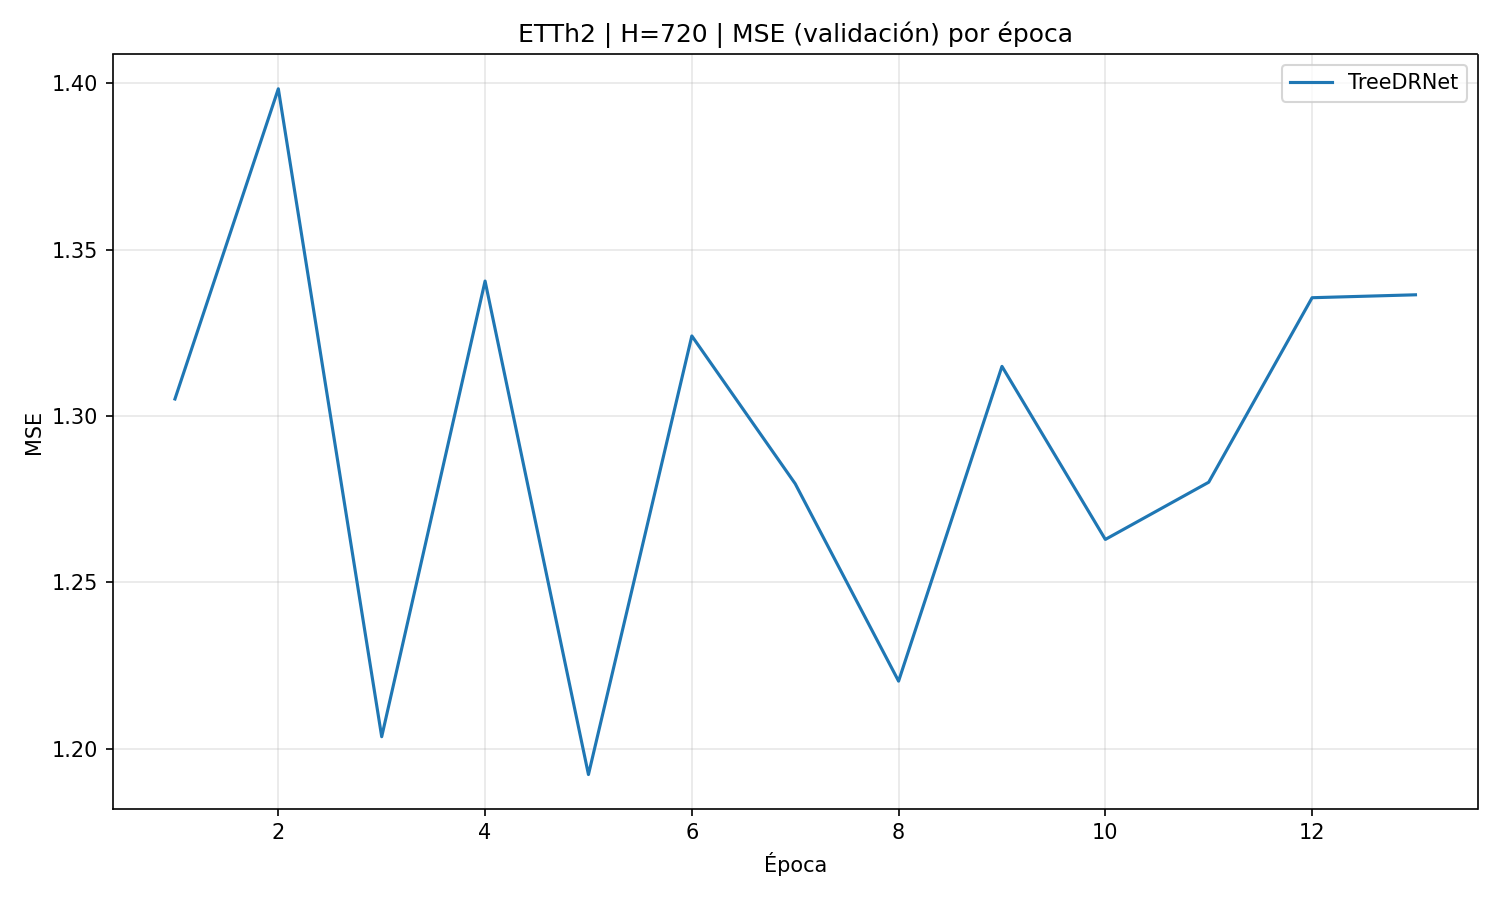 ETTh2 | H=720 | MSE (validación) por época
TreeDRNet
MSE
1.40
1.35
1.30
1.25
1.20
2 4 6 8 10 12
Época